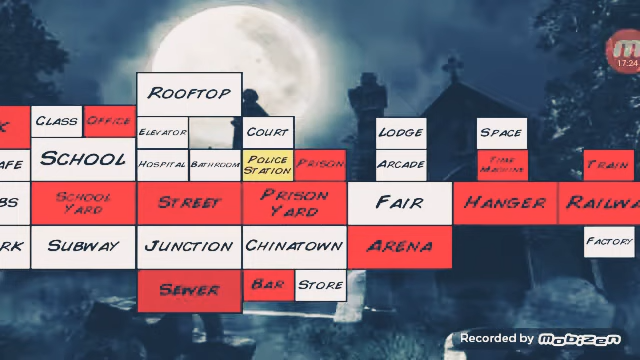 17:24
ROOFTOP
CLASS
OFFICE
ELEVATOR
COURT
LODGE
SPACE
SCHOOL
HOSPITAL
BATHROOM
POLICE
STATION
PRISON
ARCADE
TIME
MACHINE
TRAIN
SCHOOL
YARD
STREET
PRISON
YARD
FAIR
HANGER
RAILWA
RK
SUBWAY
JUNCTION
CHINATOWN
ARENA
FACTORY
SEWER
BAR
STORE
Recorded by mobizen